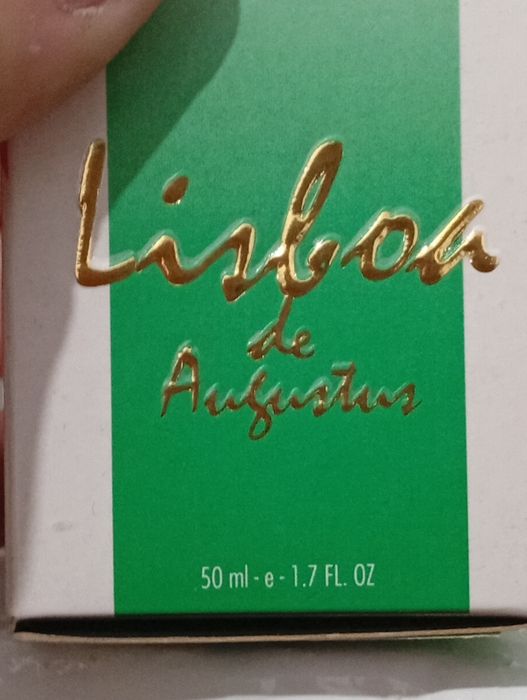 Lisboa
de
Augustus
50 ml - e - 1.7 FL. OZ